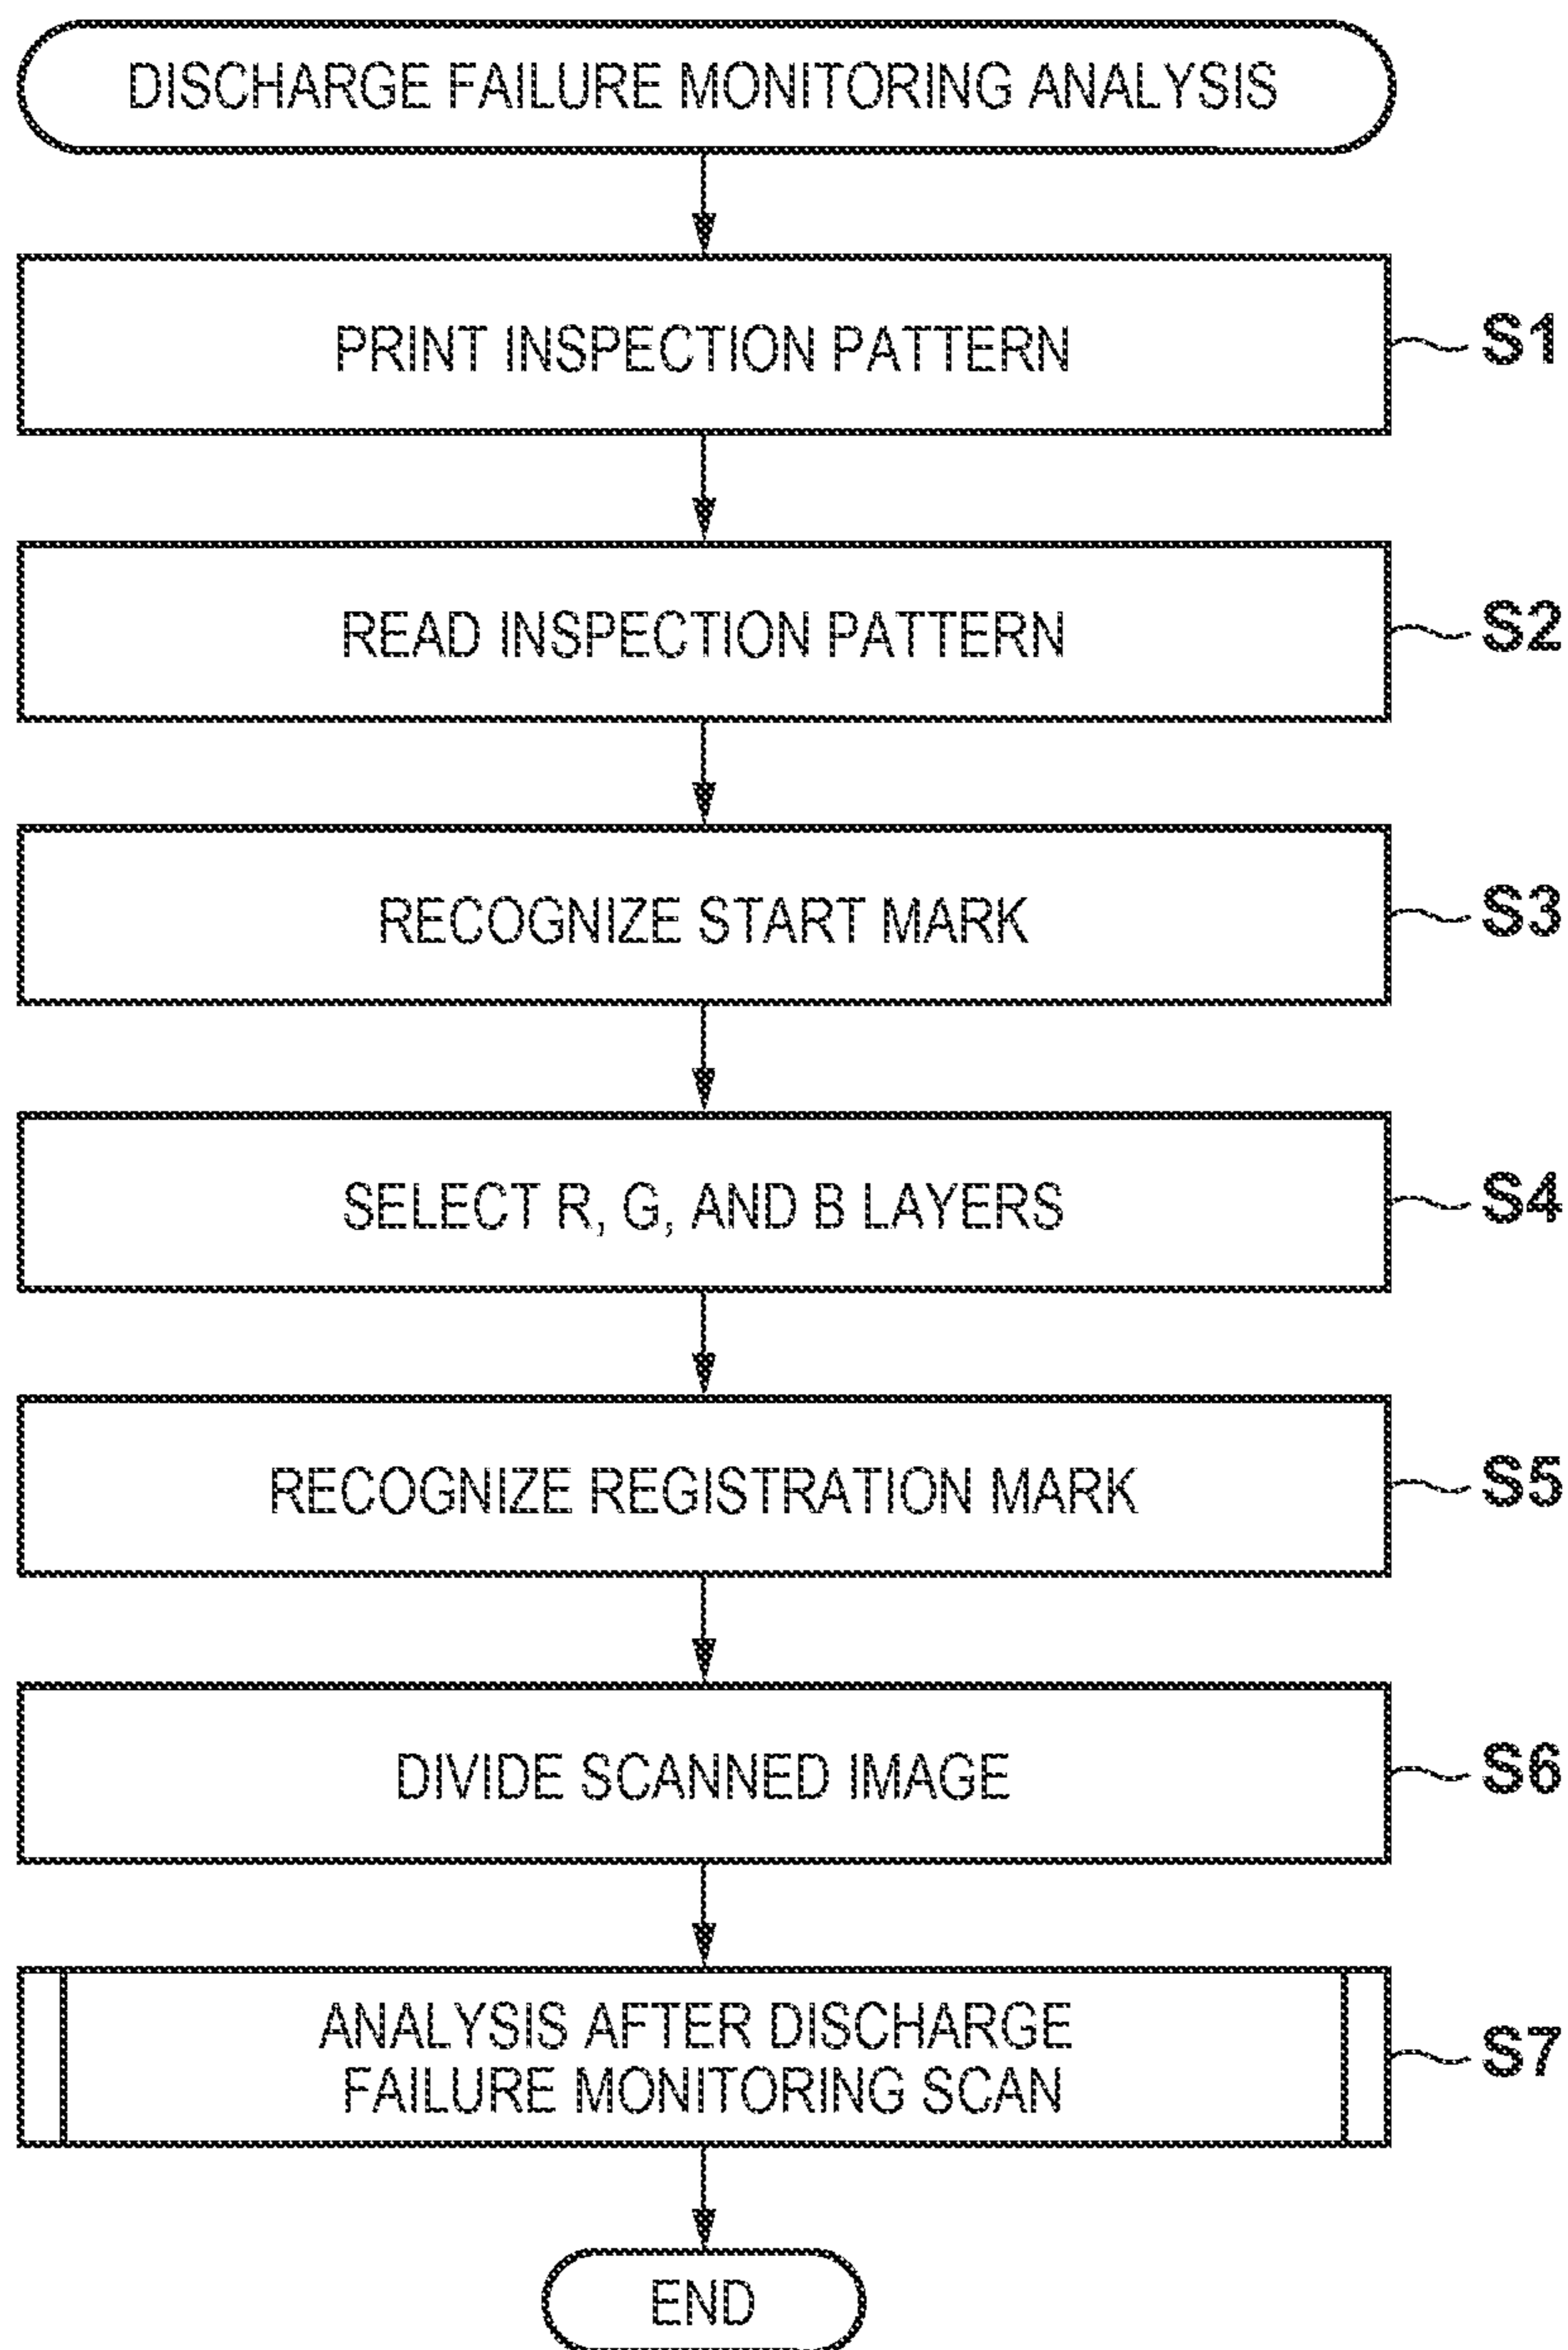 DISCHARGE FAILURE MONITORING ANALYSIS
PRINT INSPECTION PATTERN
S1
READ INSPECTION PATTERN
S2
RECOGNIZE START MARK
S3
SELECT R, G, AND B LAYERS
S4
RECOGNIZE REGISTRATION MARK
S5
DIVIDE SCANNED IMAGE
S6
ANALYSIS AFTER DISCHARGE
FAILURE MONITORING SCAN
S7
END